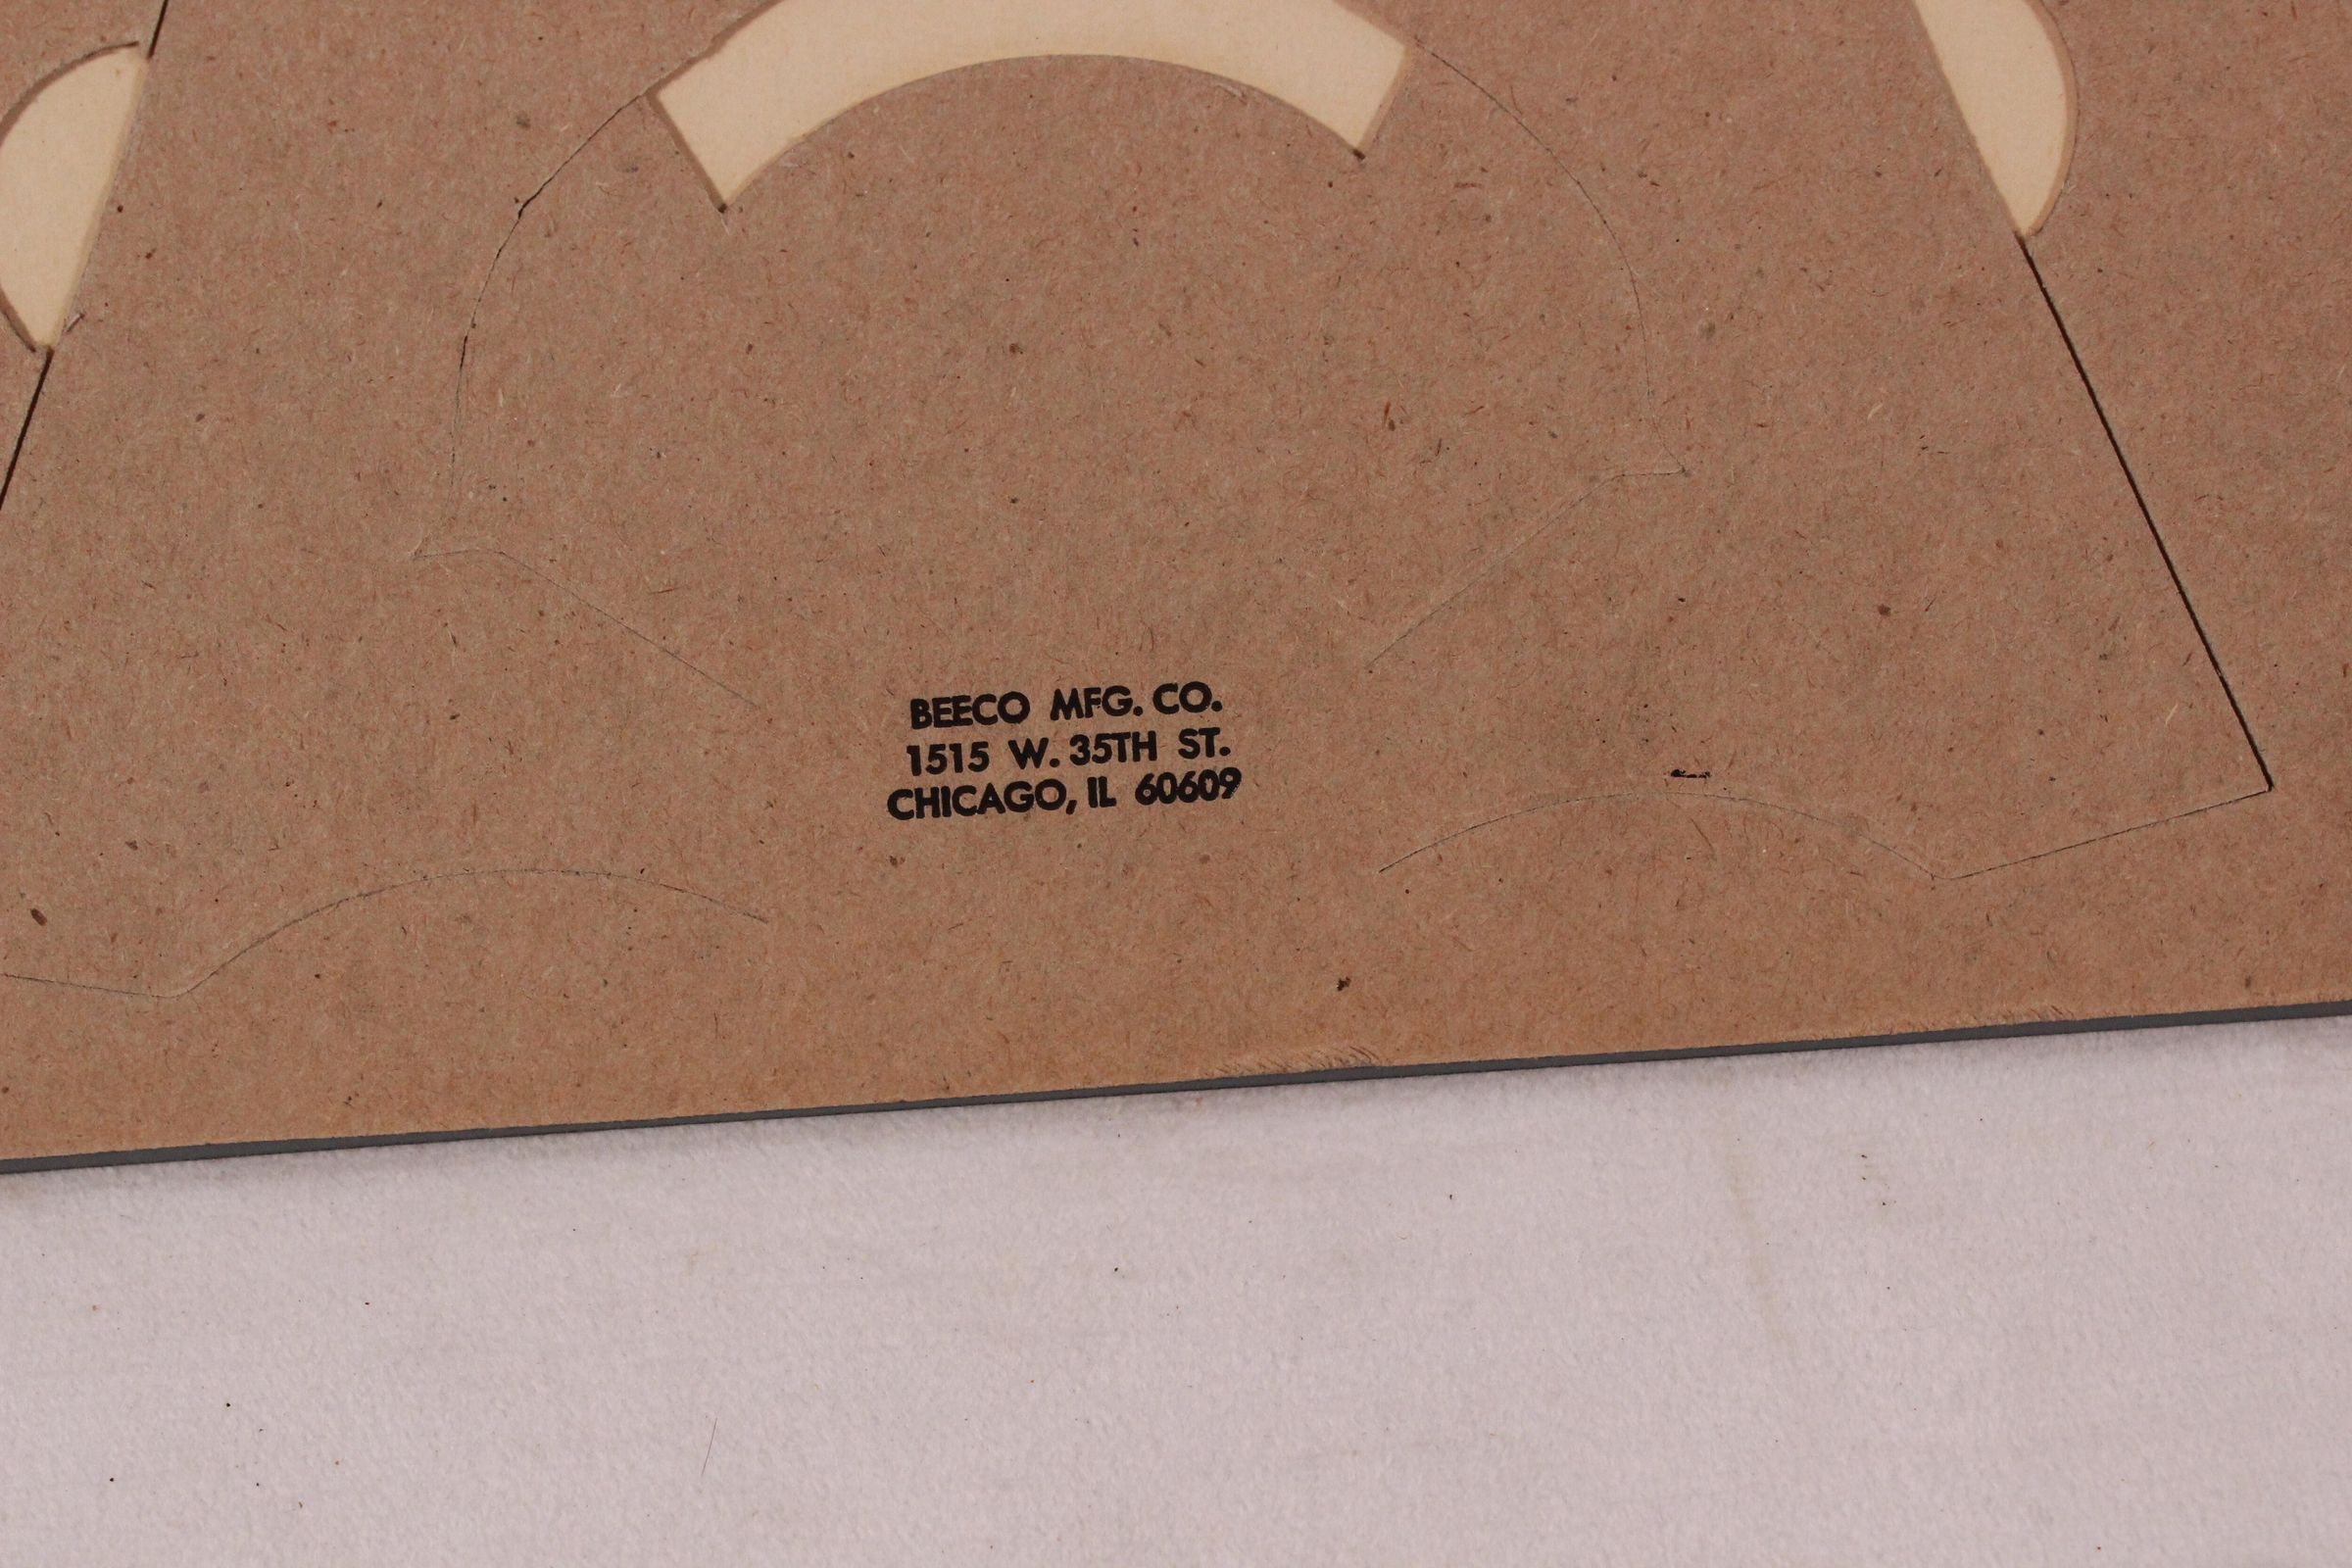 BEECO MFG. CO.
1515 W. 35TH ST.
CHICAGO, IL 60609